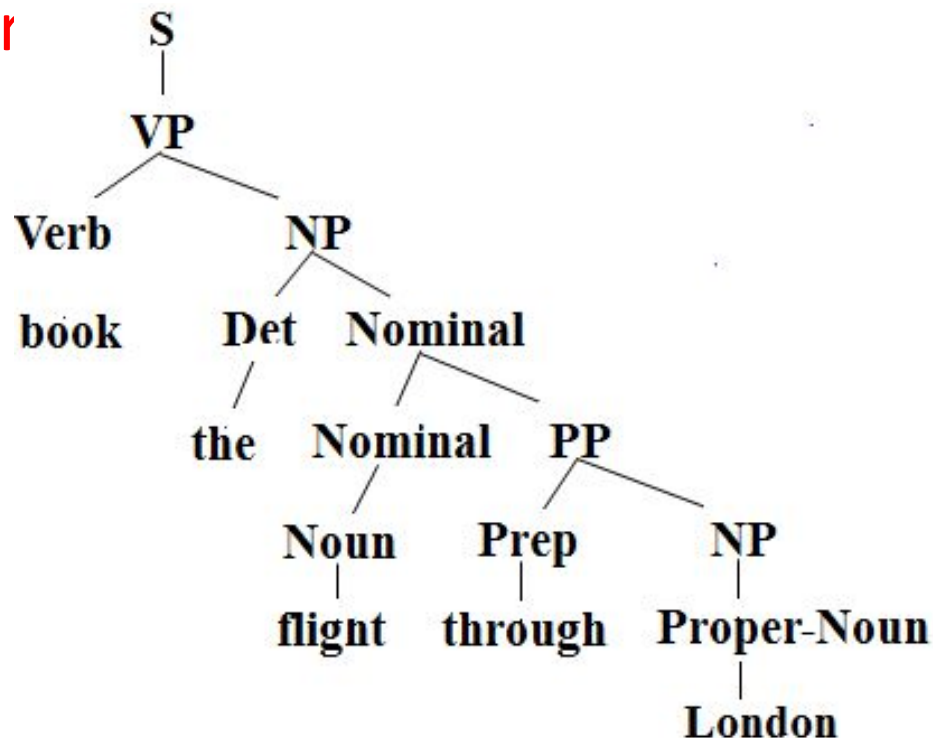 S
VP
Verb NP
book Det Nominal
the Nominal PP
Noun Prep NP
flight through Proper-Noun
London